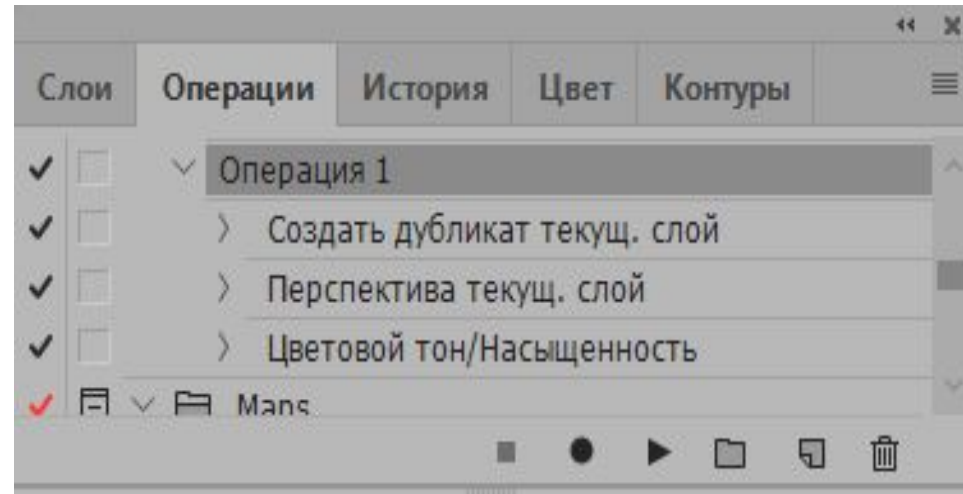 Слои Операции История Цвет Контуры
Операция 1
Создать дубликат текущ. слой
Перспектива текущ. слой
Цветовой тон/Насыщенность
Maps